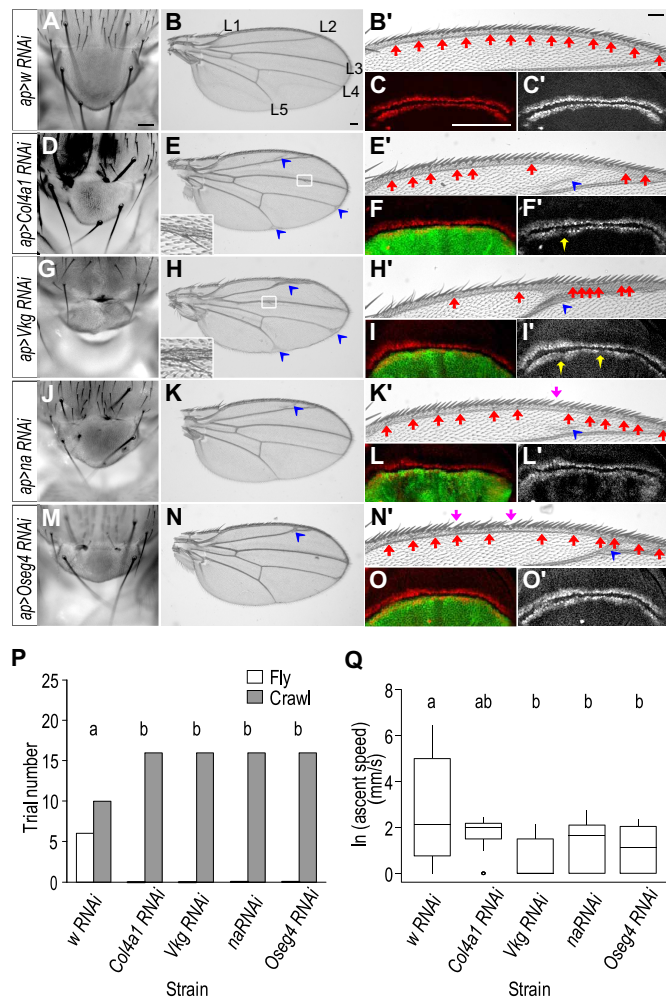 ap>w RNAi
A
B
L1
L2
L3
L4
L5
B'
C
C'
ap>Col4a1 RNAi
D
E
E'
F
F'
ap>Vkg RNAi
G
H
H'
I
I'
ap>na RNAi
J
K
K'
L
L'
ap>Oseg4 RNAi
M
N
N'
O
O'
P
Fly
Crawl
25
20
15
10
5
0
Trial number
a
b
b
b
b
w RNAi
Col4a1 RNAi
Vkg RNAi
naRNAi
Oseg4 RNAi
Strain
Q
8
6
4
2
0
ln (ascent speed)
(mm/s)
a
ab
b
b
b
w RNAi
Col4a1 RNAi
Vkg RNAi
naRNAi
Oseg4 RNAi
Strain